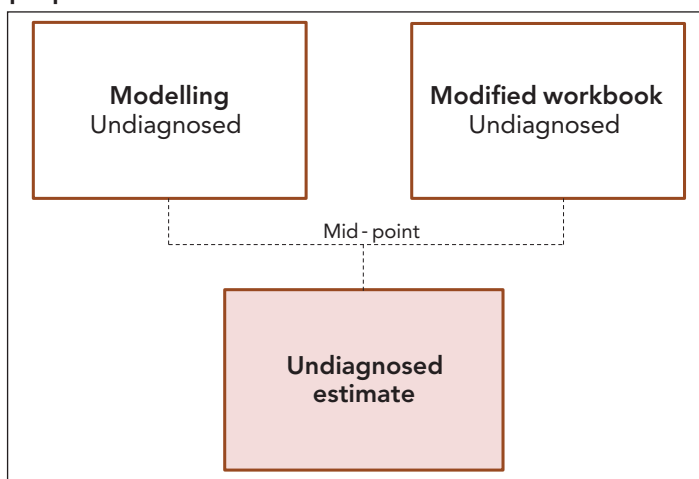 Modelling
Undiagnosed
Modified workbook
Undiagnosed
Mid-point
Undiagnosed
estimate